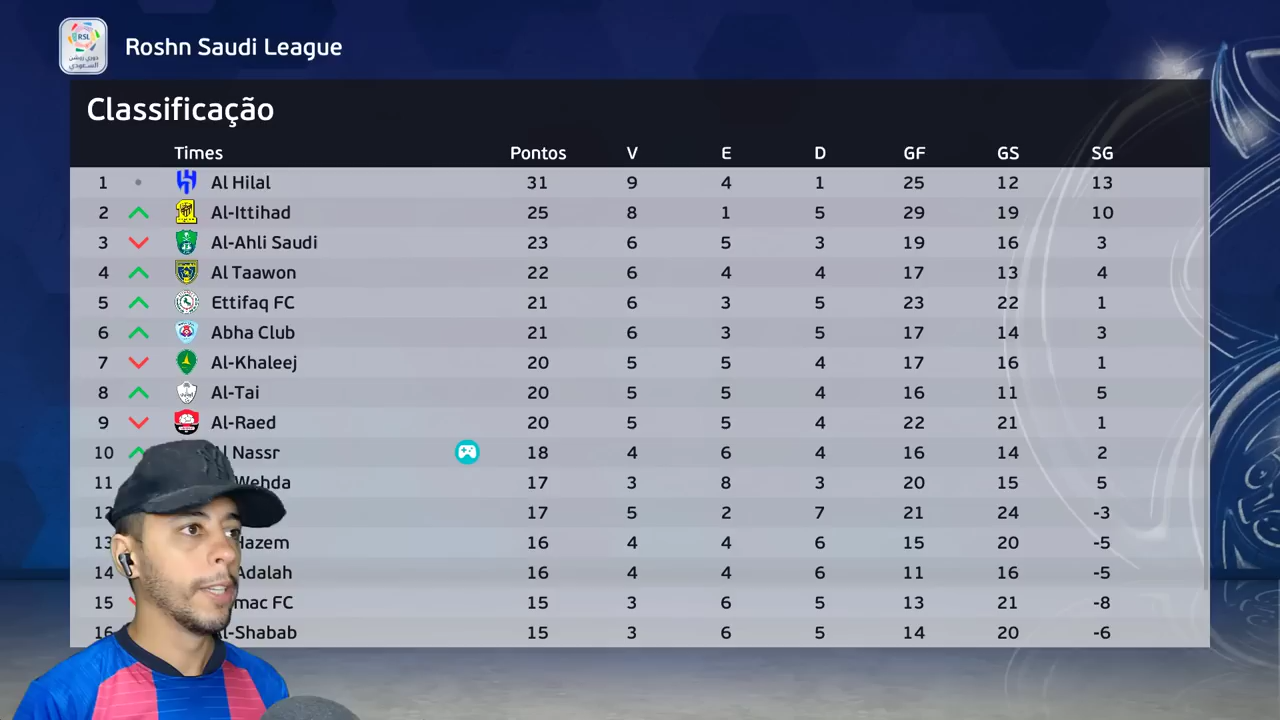 RSL
دوري روشن
السعودي
Roshn Saudi League
Classificação
Times Pontos V E D GF GS SG
1 Al Hilal 31 9 4 1 25 12 13
2 Al-Ittihad 25 8 1 5 29 19 10
3 Al-Ahli Saudi 23 6 5 3 19 16 3
4 Al Taawon 22 6 4 4 17 13 4
5 Ettifaq FC 21 6 3 5 23 22 1
6 Abha Club 21 6 3 5 17 14 3
7 Al-Khaleej 20 5 5 4 17 16 1
8 Al-Tai 20 5 5 4 16 11 5
9 Al-Raed 20 5 5 4 22 21 1
10 Nassr 18 4 6 4 16 14 2
11 Wehda 17 3 8 3 20 15 5
17 5 2 7 21 24 -3
13 Hazem 16 4 4 6 15 20 -5
14 Adalah 16 4 4 6 11 16 -5
15 mac FC 15 3 6 5 13 21 -8
16 Al-Shabab 15 3 6 5 14 20 -6